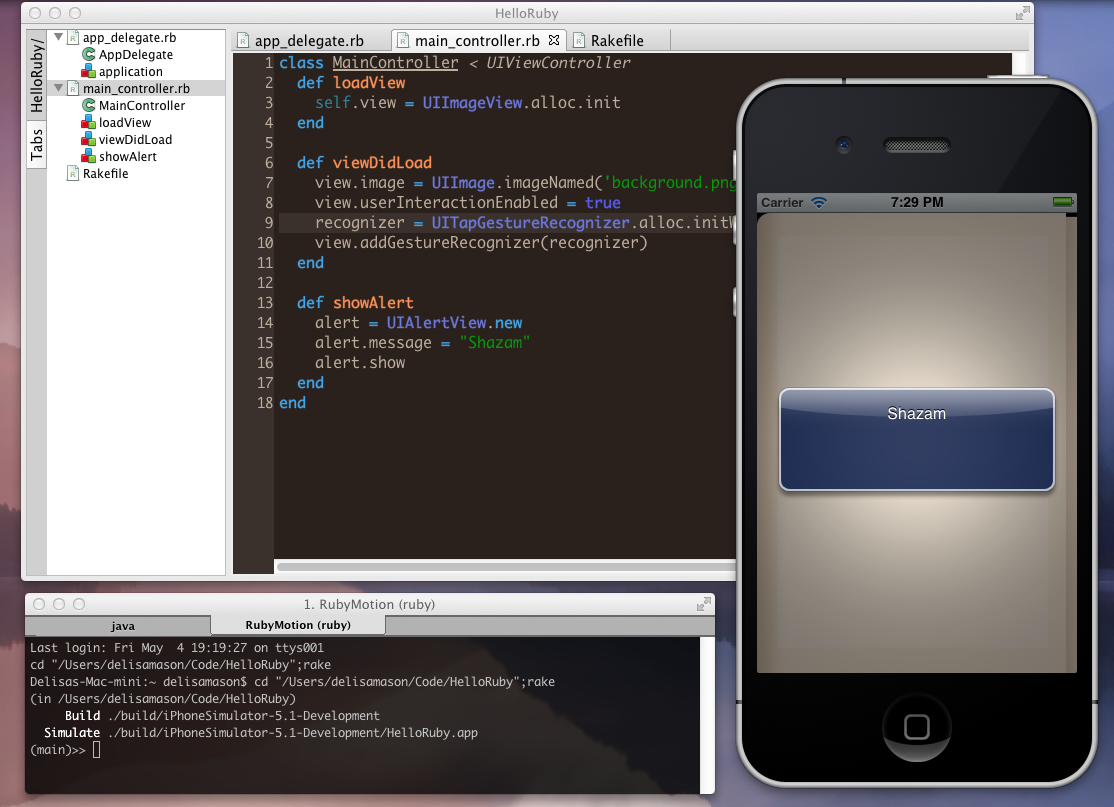 HelloRuby
HelloRuby/
Tabs
app_delegate.rb
AppDelegate
application
main_controller.rb
MainController
loadView
viewDidLoad
showAlert
Rakefile
app_delegate.rb main_controller.rb Rakefile
1 class MainController < UIViewController
2 def loadView
3 self.view = UIImageView.alloc.init
4 end
5
6 def viewDidLoad
7 view.image = UIImage.imageNamed('background.png
8 view.userInteractionEnabled = true
9 recognizer = UITapGestureRecognizer.alloc.initW
10 view.addGestureRecognizer(recognizer)
11 end
12
13 def showAlert
14 alert = UIAlertView.new
15 alert.message = "Shazam"
16 alert.show
17 end
18 end
Carrier 7:29 PM
Shazam
1. RubyMotion (ruby)
java RubyMotion (ruby)
Last login: Fri May  4 19:19:27 on ttys001
cd "/Users/delisamason/Code/HelloRuby";rake
Delisas-Mac-mini:~ delisamason$ cd "/Users/delisamason/Code/HelloRuby";rake
(in /Users/delisamason/Code/HelloRuby)
Build ./build/iPhoneSimulator-5.1-Development
Simulate ./build/iPhoneSimulator-5.1-Development/HelloRuby.app
(main)>>